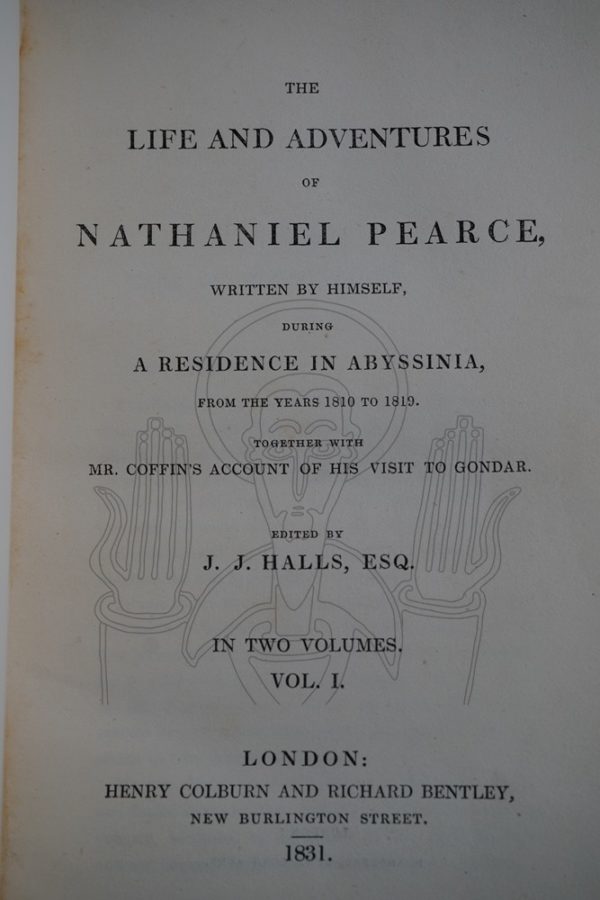 THE
LIFE AND ADVENTURES
OF
NATHANIEL PEARCE,
WRITTEN BY HIMSELF,
DURING
A RESIDENCE IN ABYSSINIA,
FROM THE YEARS 1810 TO 1819.
TOGETHER WITH
MR. COFFIN'S ACCOUNT OF HIS VISIT TO GONDAR.
EDITED BY
J. J. HALLS, ESQ.
IN TWO VOLUMES.
VOL. I.
LONDON:
HENRY COLBURN AND RICHARD BENTLEY,
NEW BURLINGTON STREET.
1831.